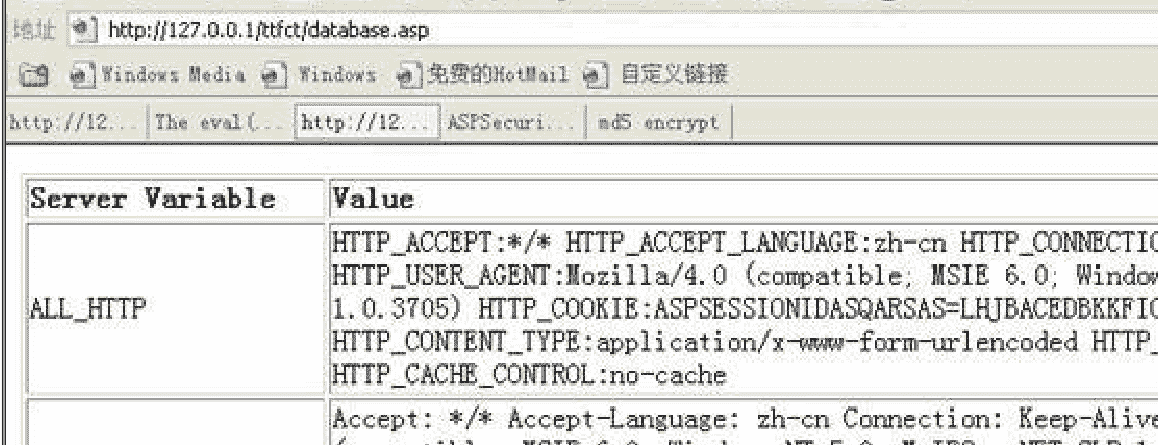 地址 http://127.0.0.1/ttfct/database.asp
Windows Media Windows 免费的HotMail 自定义链接
http://12... The eval(... http://12... ASPSecuri... md5 encrypt
Server Variable Value
HTTP_ACCEPT:*/* HTTP_ACCEPT_LANGUAGE:zh-cn HTTP_CONNECTIO
HTTP_USER_AGENT:Mozilla/4.0 (compatible; MSIE 6.0; Window
ALL_HTTP 1.0.3705) HTTP_COOKIE:ASPSESSIONIDASQARSAS=LHJBACEDBKKFIO
HTTP_CONTENT_TYPE:application/x-www-form-urlencoded HTTP_
HTTP_CACHE_CONTROL:no-cache
Accept: */* Accept-Language: zh-cn Connection: Keep-Alive